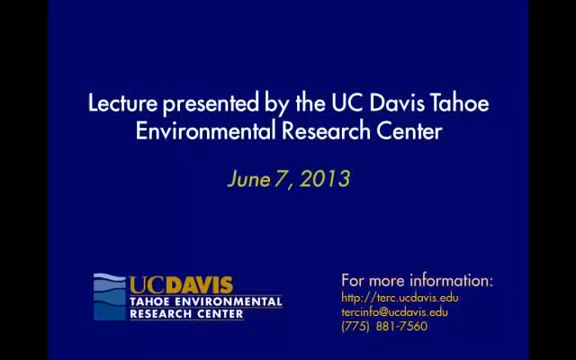 Lecture presented by the UC Davis Tahoe
Environmental Research Center
June 7, 2013
UCDAVIS
TAHOE ENVIRONMENTAL
RESEARCH CENTER
For more information:
http://terc.ucdavis.edu
tercinfo@ucdavis.edu
(775) 881-7560